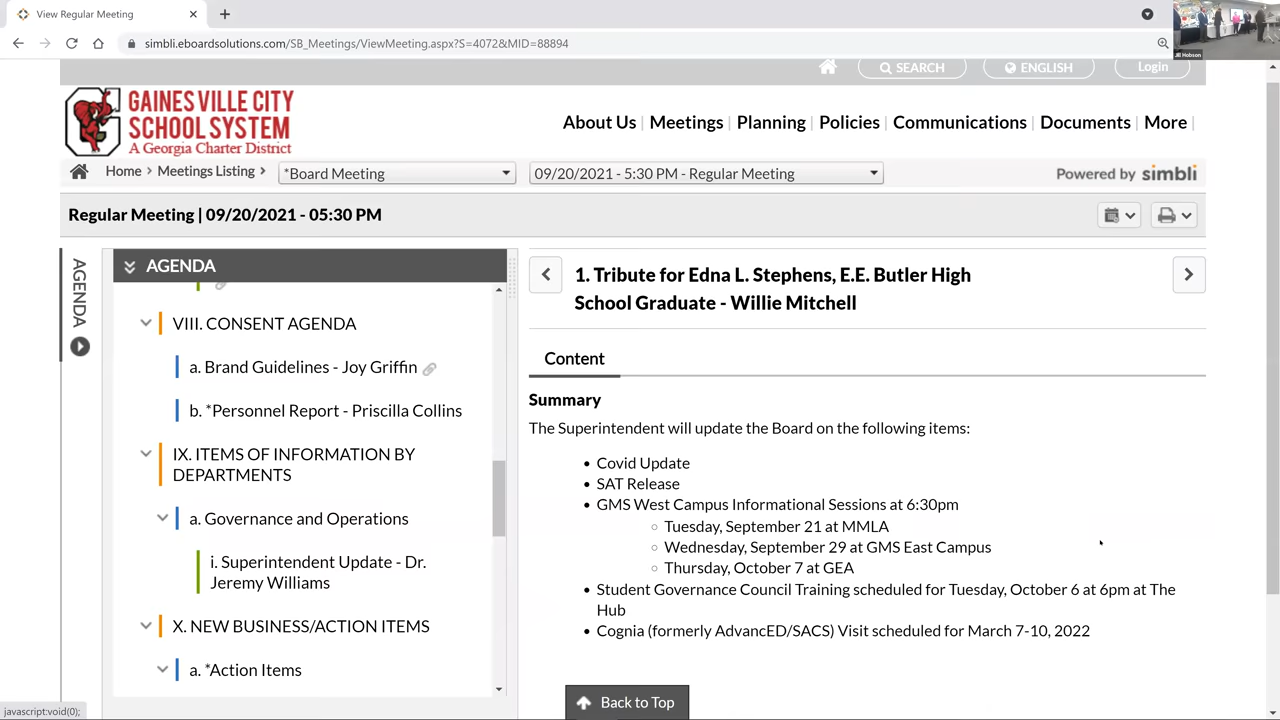 View Regular Meeting
simbli.eboardsolutions.com/SB_Meetings/ViewMeeting.aspx?S=4072&MID=88894
Jill Hobson
SEARCH
ENGLISH
Login
GAINESVILLE CITY
SCHOOL SYSTEM
A Georgia Charter District
About Us | Meetings | Planning | Policies | Communications | Documents | More |
Home > Meetings Listing >
*Board Meeting
09/20/2021 - 5:30 PM - Regular Meeting
Powered by simbli
Regular Meeting | 09/20/2021 - 05:30 PM
AGENDA
AGENDA
VIII. CONSENT AGENDA
a. Brand Guidelines - Joy Griffin
b. *Personnel Report - Priscilla Collins
IX. ITEMS OF INFORMATION BY
DEPARTMENTS
a. Governance and Operations
i. Superintendent Update - Dr.
Jeremy Williams
X. NEW BUSINESS/ACTION ITEMS
a. *Action Items
1. Tribute for Edna L. Stephens, E.E. Butler High
School Graduate - Willie Mitchell
Content
Summary
The Superintendent will update the Board on the following items:
Covid Update
SAT Release
GMS West Campus Informational Sessions at 6:30pm
Tuesday, September 21 at MMLA
Wednesday, September 29 at GMS East Campus
Thursday, October 7 at GEA
Student Governance Council Training scheduled for Tuesday, October 6 at 6pm at The
Hub
Cognia (formerly AdvancED/SACS) Visit scheduled for March 7-10, 2022
Back to Top
javascript:void(0);